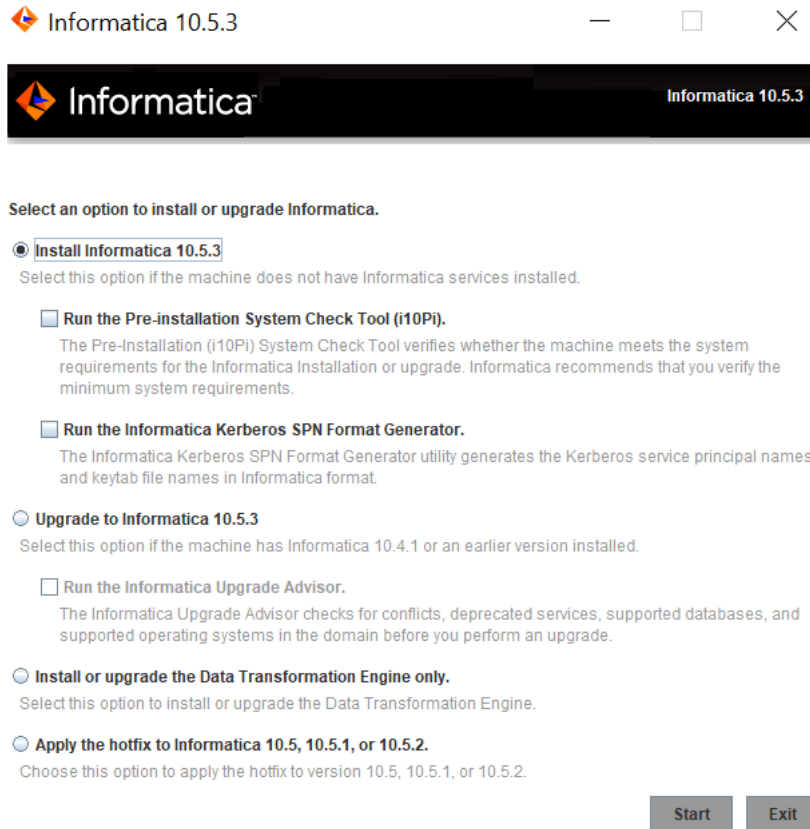 Informatica 10.5.3
Informatica
Informatica 10.5.3
Select an option to install or upgrade Informatica.
Install Informatica 10.5.3
Select this option if the machine does not have Informatica services installed.
Run the Pre-installation System Check Tool (i10Pi).
The Pre-Installation (i10Pi) System Check Tool verifies whether the machine meets the system
requirements for the Informatica Installation or upgrade. Informatica recommends that you verify the
minimum system requirements.
Run the Informatica Kerberos SPN Format Generator.
The Informatica Kerberos SPN Format Generator utility generates the Kerberos service principal names
and keytab file names in Informatica format.
Upgrade to Informatica 10.5.3
Select this option if the machine has Informatica 10.4.1 or an earlier version installed.
Run the Informatica Upgrade Advisor.
The Informatica Upgrade Advisor checks for conflicts, deprecated services, supported databases, and
supported operating systems in the domain before you perform an upgrade.
Install or upgrade the Data Transformation Engine only.
Select this option to install or upgrade the Data Transformation Engine.
Apply the hotfix to Informatica 10.5, 10.5.1, or 10.5.2.
Choose this option to apply the hotfix to version 10.5, 10.5.1, or 10.5.2.
Start Exit